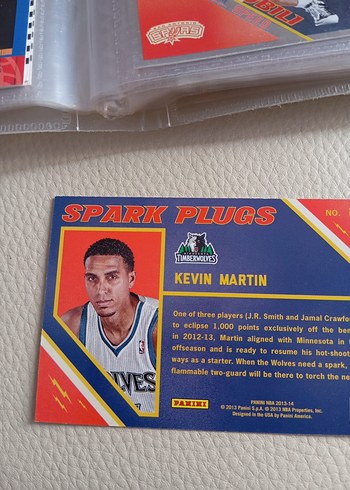 SPURS
SPARK PLUGS
NO.
TIMBERWOLVES
KEVIN MARTIN
One of three players (J.R. Smith and Jamal Crawfo
to eclipse 1,000 points exclusively off the be
in 2012-13, Martin aligned with Minnesota in
offseason and is ready to resume his hot-shoot
ways as a starter. When the Wolves need a spark,
flammable two-guard will be there to torch the ne
PANINI
PANINI NBA 2013-14
© 2013 Panini S.p.A. © 2013 NBA Properties, Inc.
Designed in the USA by Panini America.